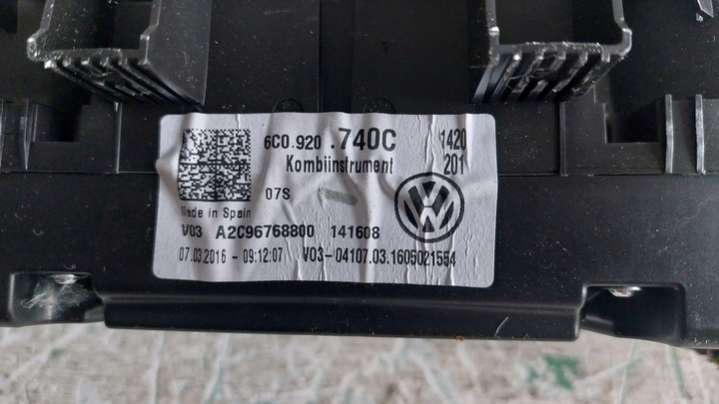 6C0.920 .740C 1420
Kombiinstrument 201
07S
Made in Spain
V03 A2C96768800 141608
07.03.2016 - 09:12:07 V03-04107.03.1605021554